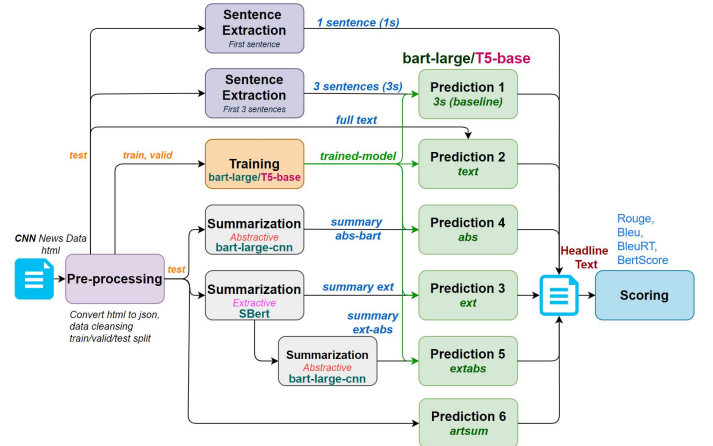 Sentence
Extraction
First sentence
1 sentence (1s)
bart-large/T5-base
Sentence
Extraction
First 3 sentences
3 sentences (3s)
Prediction 1
3s (baseline)
full text
test
train, valid
Training
bart-large/T5-base
trained-model
Prediction 2
text
CNN News Data
html
Pre-processing
Convert html to json,
data cleansing
train/valid/test split
test
Summarization
Abstractive
bart-large-cnn
summary
abs-bart
Prediction 4
abs
Summarization
Extractive
SBert
summary ext
Prediction 3
ext
summary
ext-abs
Summarization
Abstractive
bart-large-cnn
Prediction 5
extabs
Prediction 6
artsum
Headline
Text
Rouge,
Bleu,
BleuRT,
BertScore
Scoring